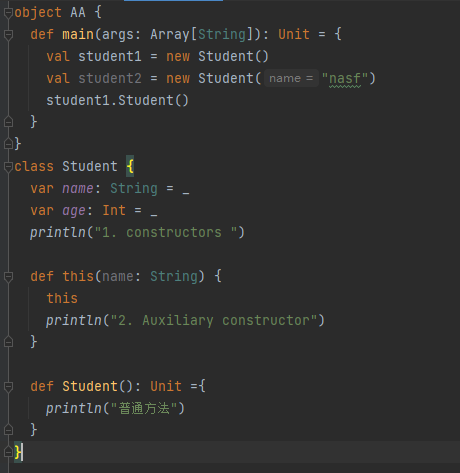 object AA {
def main(args: Array[String]): Unit = {
val student1 = new Student()
val student2 = new Student( name = "nasf")
student1.Student()
}
}
class Student {
var name: String = _
var age: Int = _
println("1. constructors ")
def this(name: String) {
this
println("2. Auxiliary constructor")
}
def Student(): Unit ={
println("普通方法")
}
}